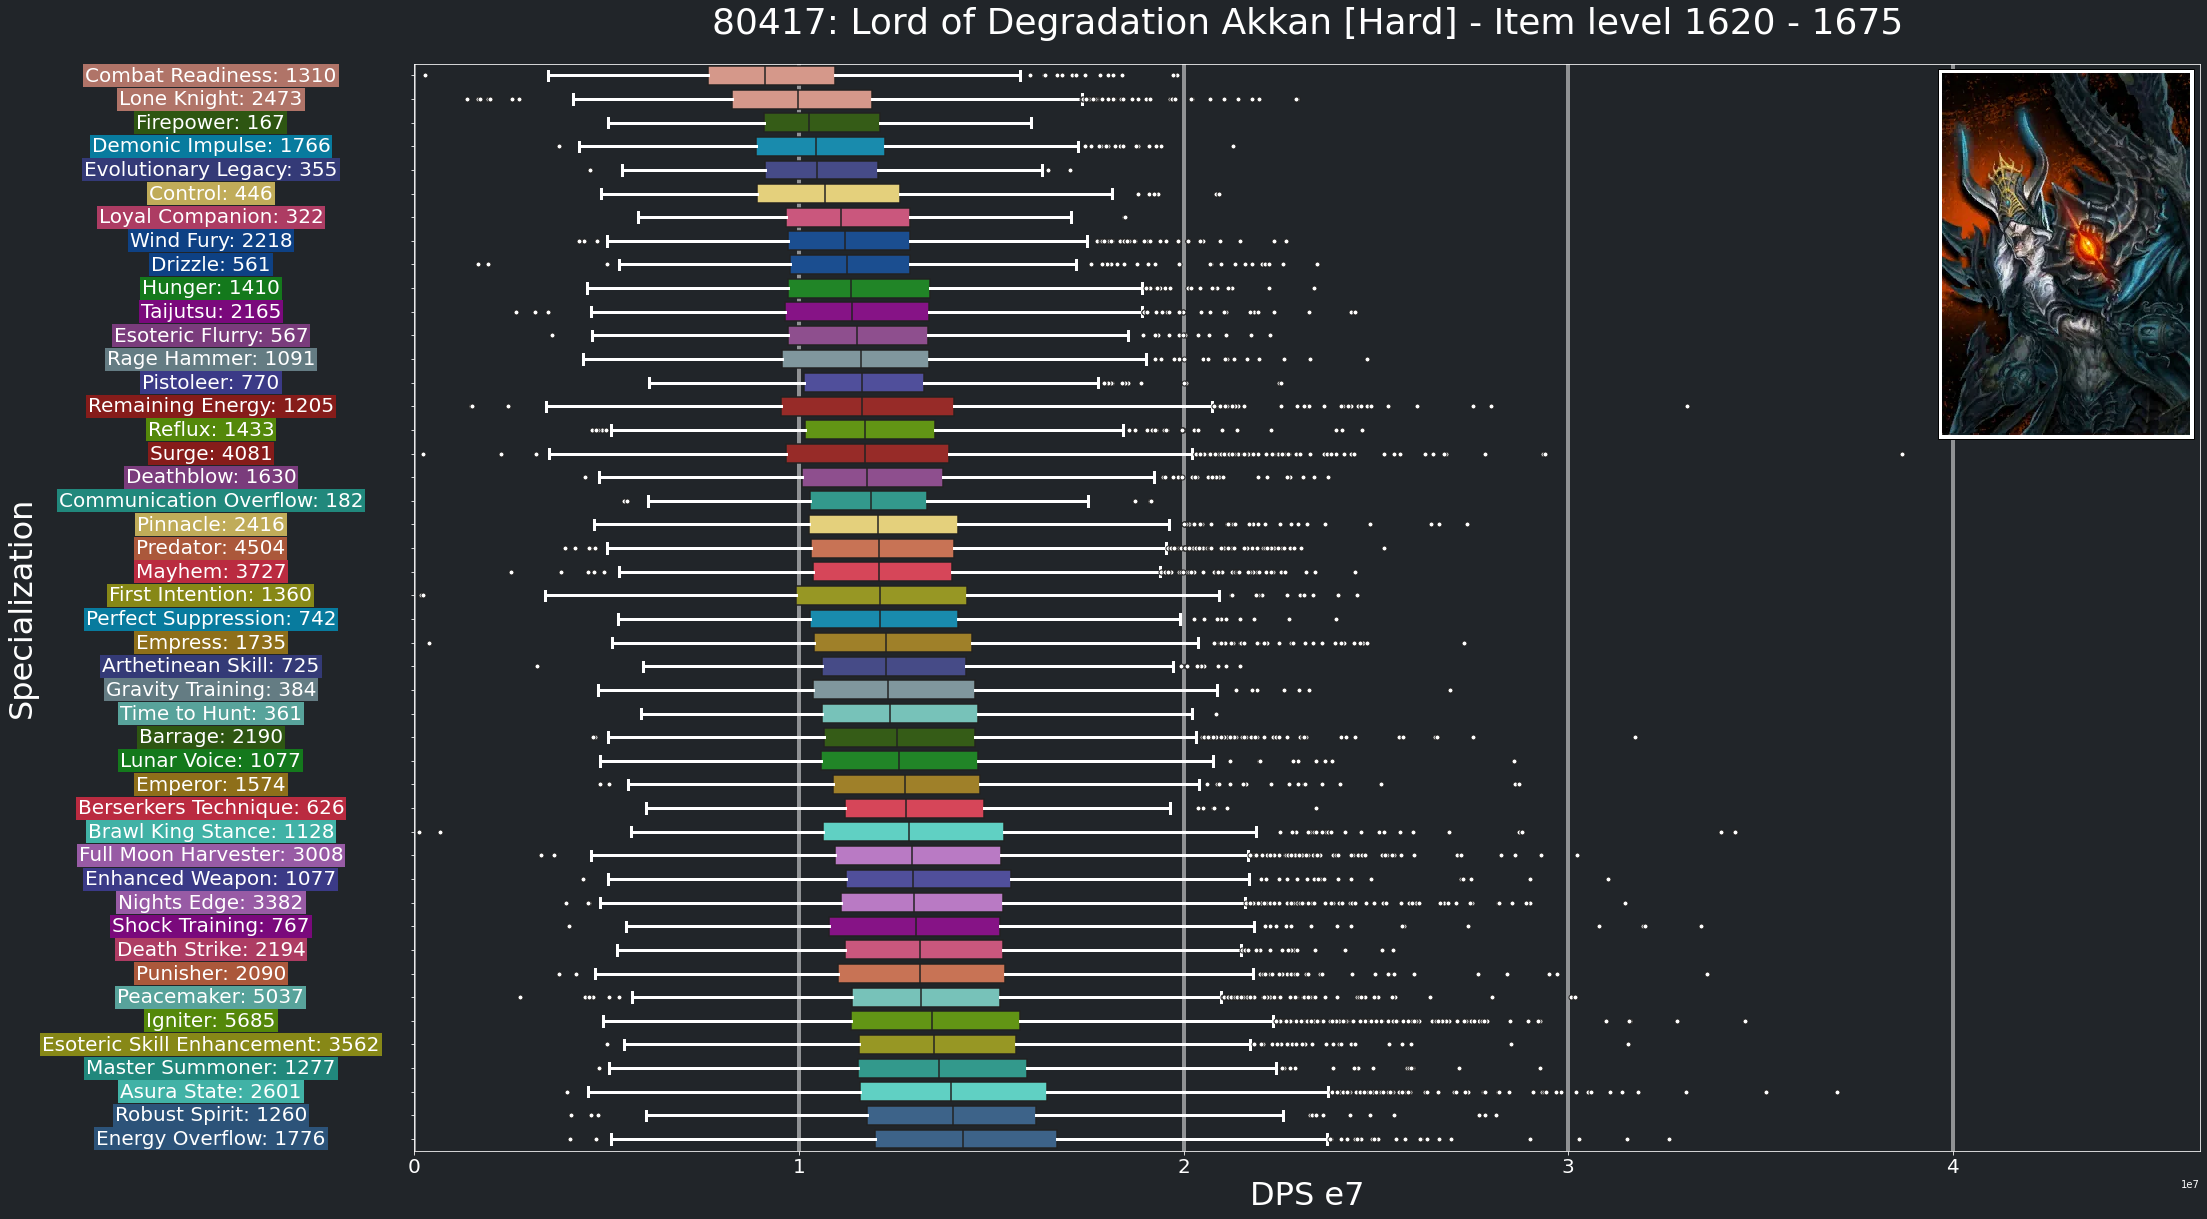 80417: Lord of Degradation Akkan [Hard] - Item level 1620 - 1675
Specialization
Combat Readiness: 1310
Lone Knight: 2473
Firepower: 167
Demonic Impulse: 1766
Evolutionary Legacy: 355
Control: 446
Loyal Companion: 322
Wind Fury: 2218
Drizzle: 561
Hunger: 1410
Taijutsu: 2165
Esoteric Flurry: 567
Rage Hammer: 1091
Pistoleer: 770
Remaining Energy: 1205
Reflux: 1433
Surge: 4081
Deathblow: 1630
Communication Overflow: 182
Pinnacle: 2416
Predator: 4504
Mayhem: 3727
First Intention: 1360
Perfect Suppression: 742
Empress: 1735
Arthetinean Skill: 725
Gravity Training: 384
Time to Hunt: 361
Barrage: 2190
Lunar Voice: 1077
Emperor: 1574
Berserkers Technique: 626
Brawl King Stance: 1128
Full Moon Harvester: 3008
Enhanced Weapon: 1077
Nights Edge: 3382
Shock Training: 767
Death Strike: 2194
Punisher: 2090
Peacemaker: 5037
Igniter: 5685
Esoteric Skill Enhancement: 3562
Master Summoner: 1277
Asura State: 2601
Robust Spirit: 1260
Energy Overflow: 1776
0 1 2 3 4
1e7
DPS e7